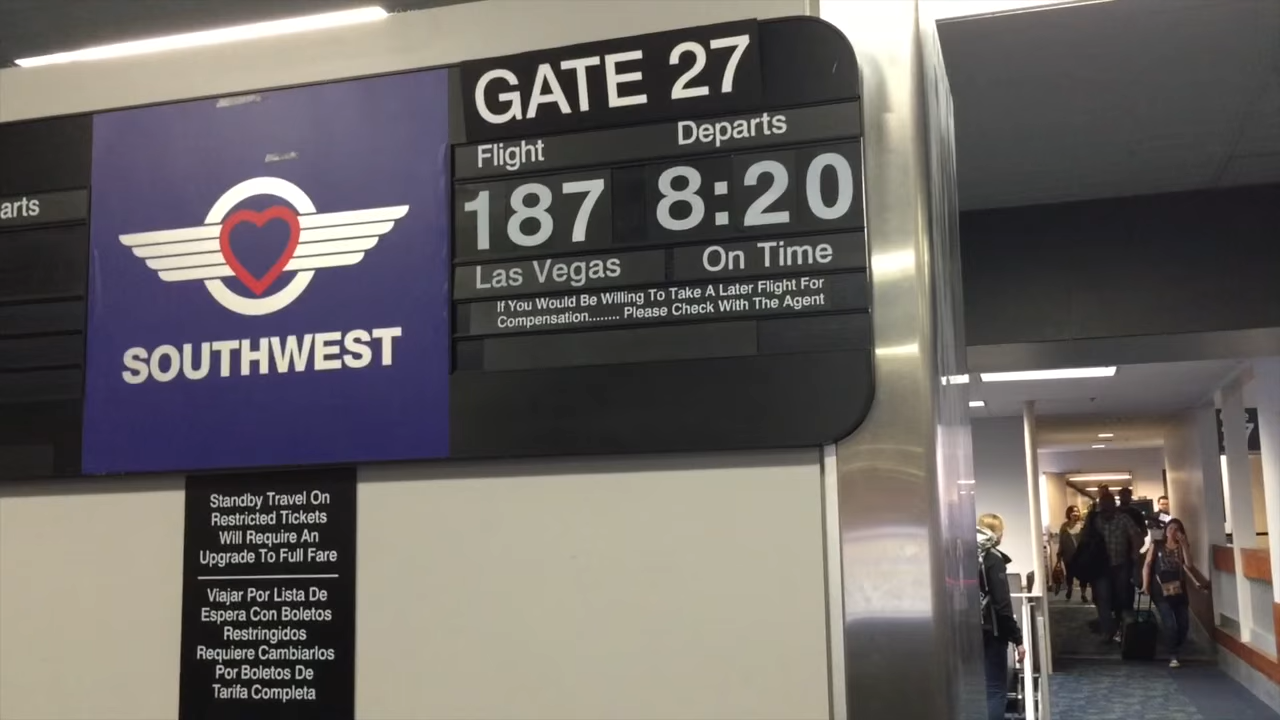 arts
SOUTHWEST
GATE 27
Flight Departs
187 8:20
Las Vegas On Time
If You Would Be Willing To Take A Later Flight For
Compensation........ Please Check With The Agent
Standby Travel On
Restricted Tickets
Will Require An
Upgrade To Full Fare
Viajar Por Lista De
Espera Con Boletos
Restringidos
Requiere Cambiarlos
Por Boletos De
Tarifa Completa